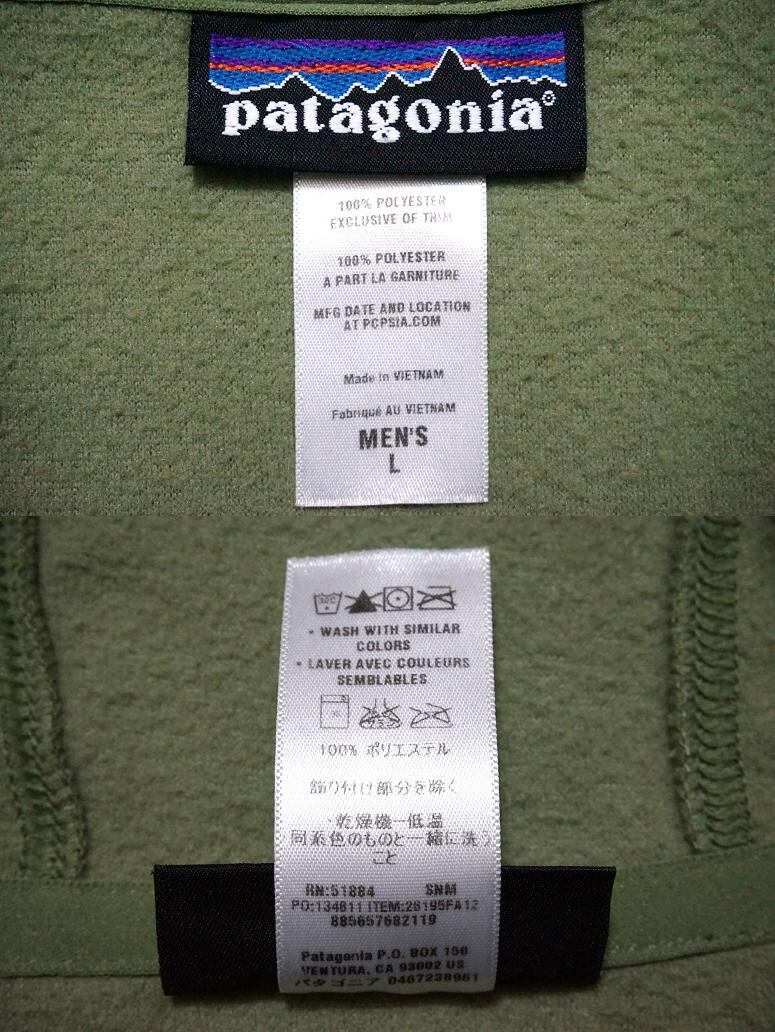 patagonia®
100% POLYESTER
EXCLUSIVE OF TRIM
100% POLYESTER
A PART LA GARNITURE
MFG DATE AND LOCATION
AT PCPSIA.COM
Made in VIETNAM
Fabriqué AU VIETNAM
MEN'S
L
30C
• WASH WITH SIMILAR
COLORS
• LAVER AVEC COULEURS
SEMBLABLES
100% ポリエステル
飾り付け部分を除く
·乾燥機一低温
同系色のものと一緒に洗う
こと
RN:51884 SNM
PO:134811 ITEM:26195FA12
885657682119
Patagonia P.O. BOX 150
VENTURA, CA 93002 US
パタゴニア 0467238961